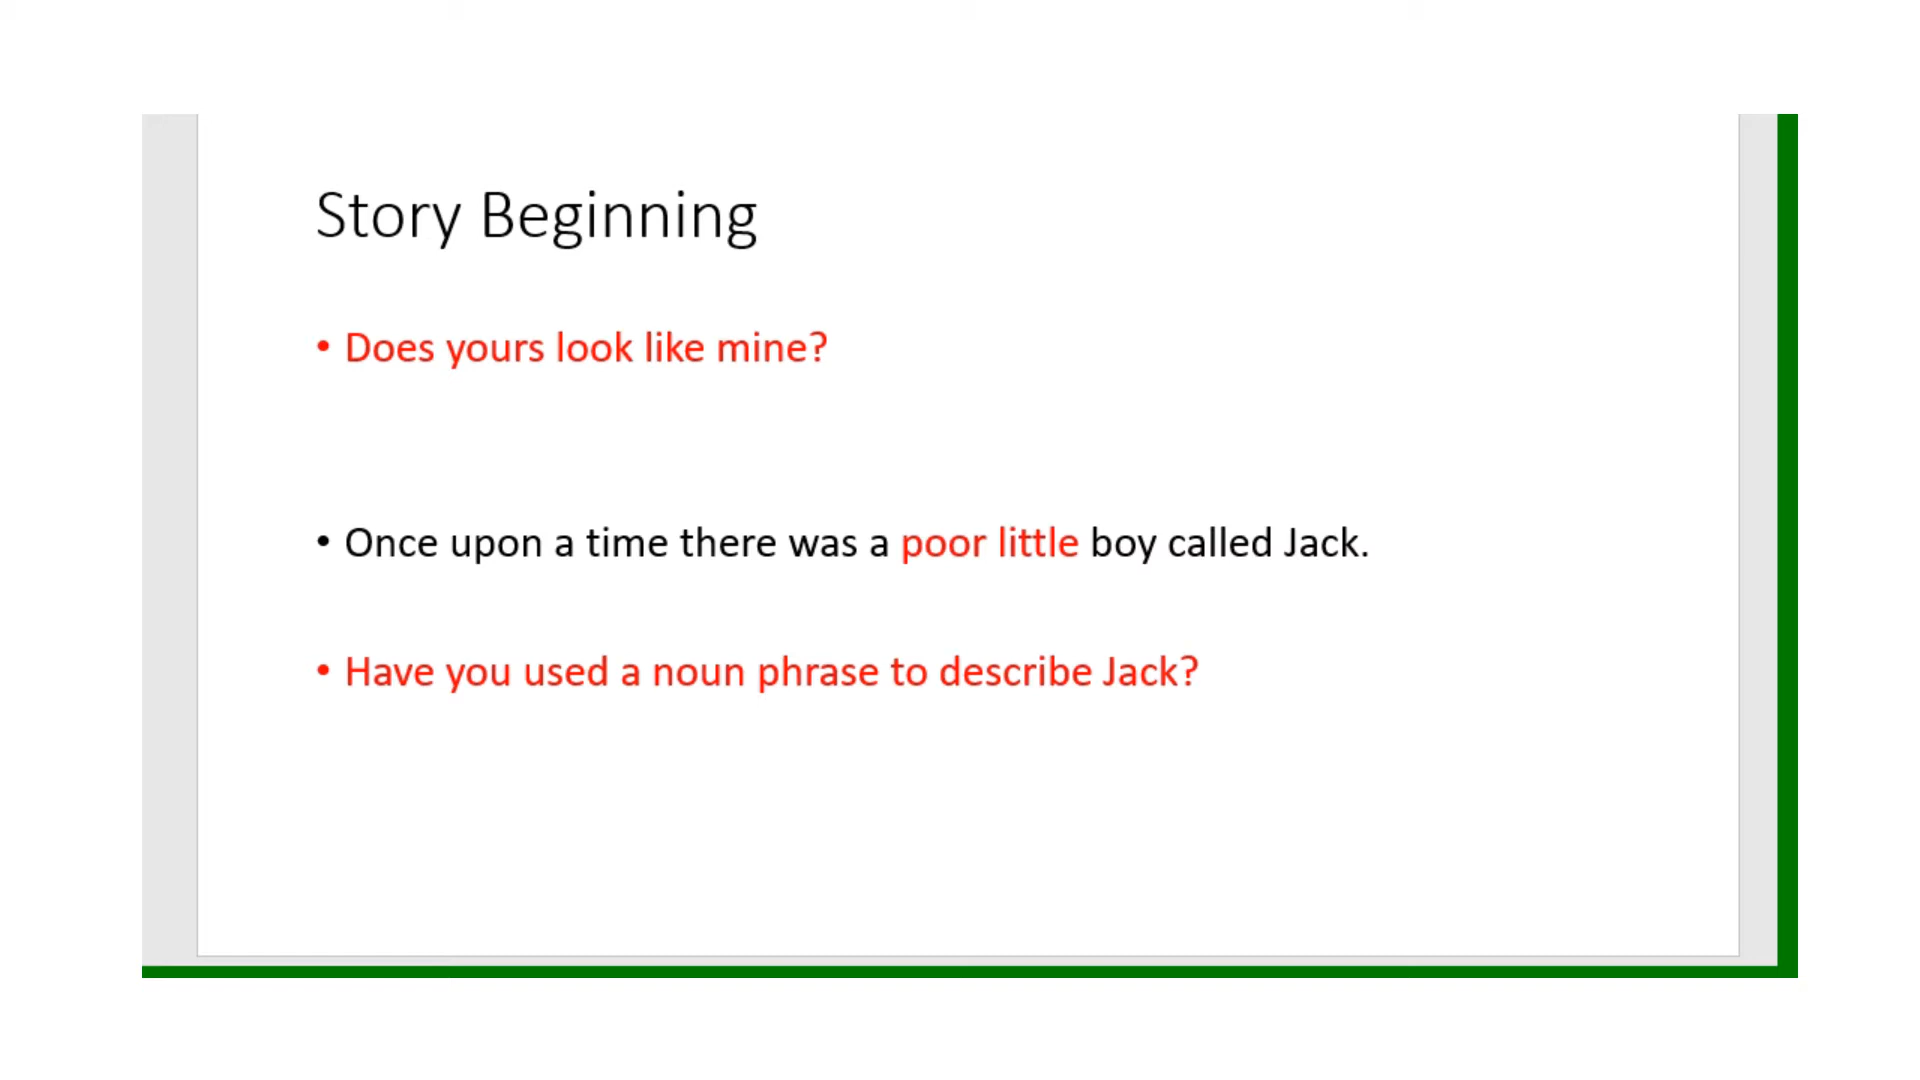 Story Beginning
• Does yours look like mine?
• Once upon a time there was a poor little boy called Jack.
• Have you used a noun phrase to describe Jack?